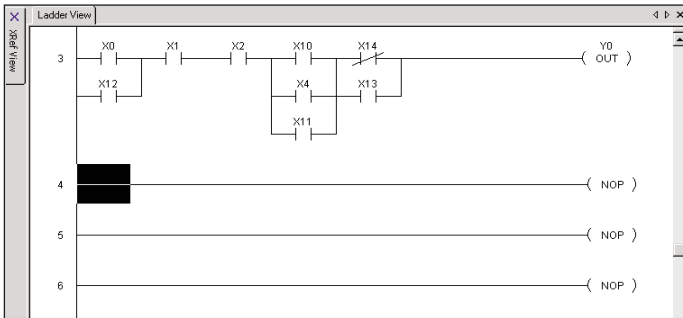 Ladder View
XRef View
X0 X1 X2 X10 X14 Y0
3 OUT
X12 X4 X13
X11
4 NOP
5 NOP
6 NOP